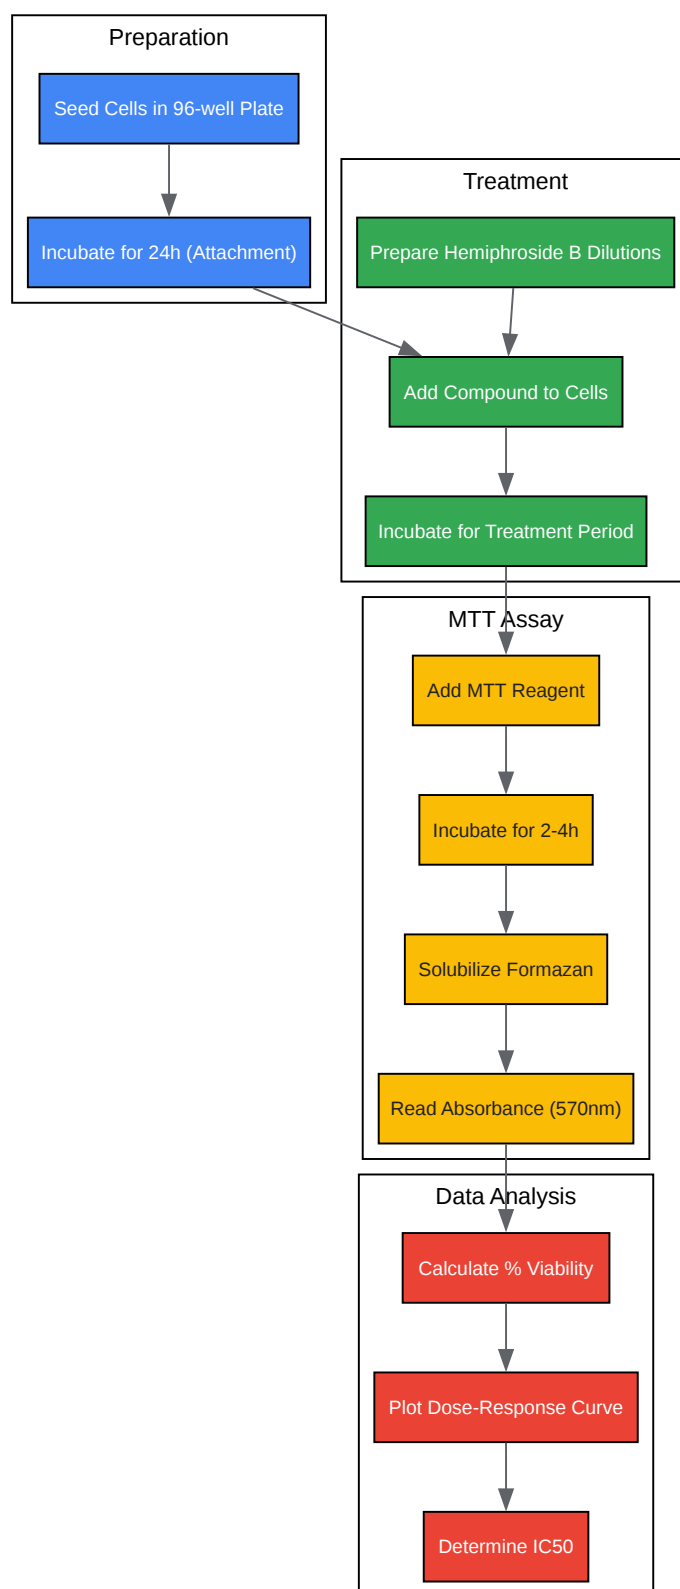 Preparation
Seed Cells in 96-well Plate
Incubate for 24h (Attachment)
Treatment
Prepare Hemiphroside B Dilutions
Add Compound to Cells
Incubate for Treatment Period
MTT Assay
Add MTT Reagent
Incubate for 2-4h
Solubilize Formazan
Read Absorbance (570nm)
Data Analysis
Calculate % Viability
Plot Dose-Response Curve
Determine IC50